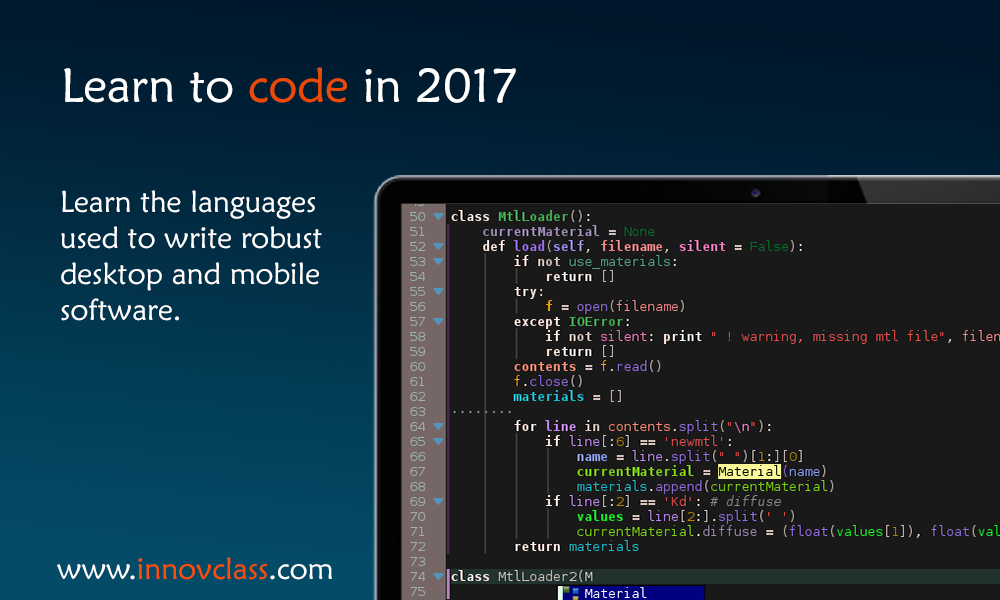 Learn to code in 2017
Learn the languages
used to write robust
desktop and mobile
software.
www.innovclass.com
50 class MtlLoader():
51     currentMaterial = None
52     def load(self, filename, silent = False):
53         if not use_materials:
54             return []
55         try:
56             f = open(filename)
57         except IOError:
58             if not silent: print " ! warning, missing mtl file", filen
59             return []
60         contents = f.read()
61         f.close()
62         materials = []
63 ........
64         for line in contents.split("\n"):
65             if line[:6] == 'newmtl':
66                 name = line.split(" ")[1:][0]
67                 currentMaterial = Material(name)
68                 materials.append(currentMaterial)
69             if line[:2] == 'Kd': # diffuse
70                 values = line[2:].split(' ')
71                 currentMaterial.diffuse = (float(values[1]), float(val
72         return materials
73
74 class MtlLoader2(M
75 Material